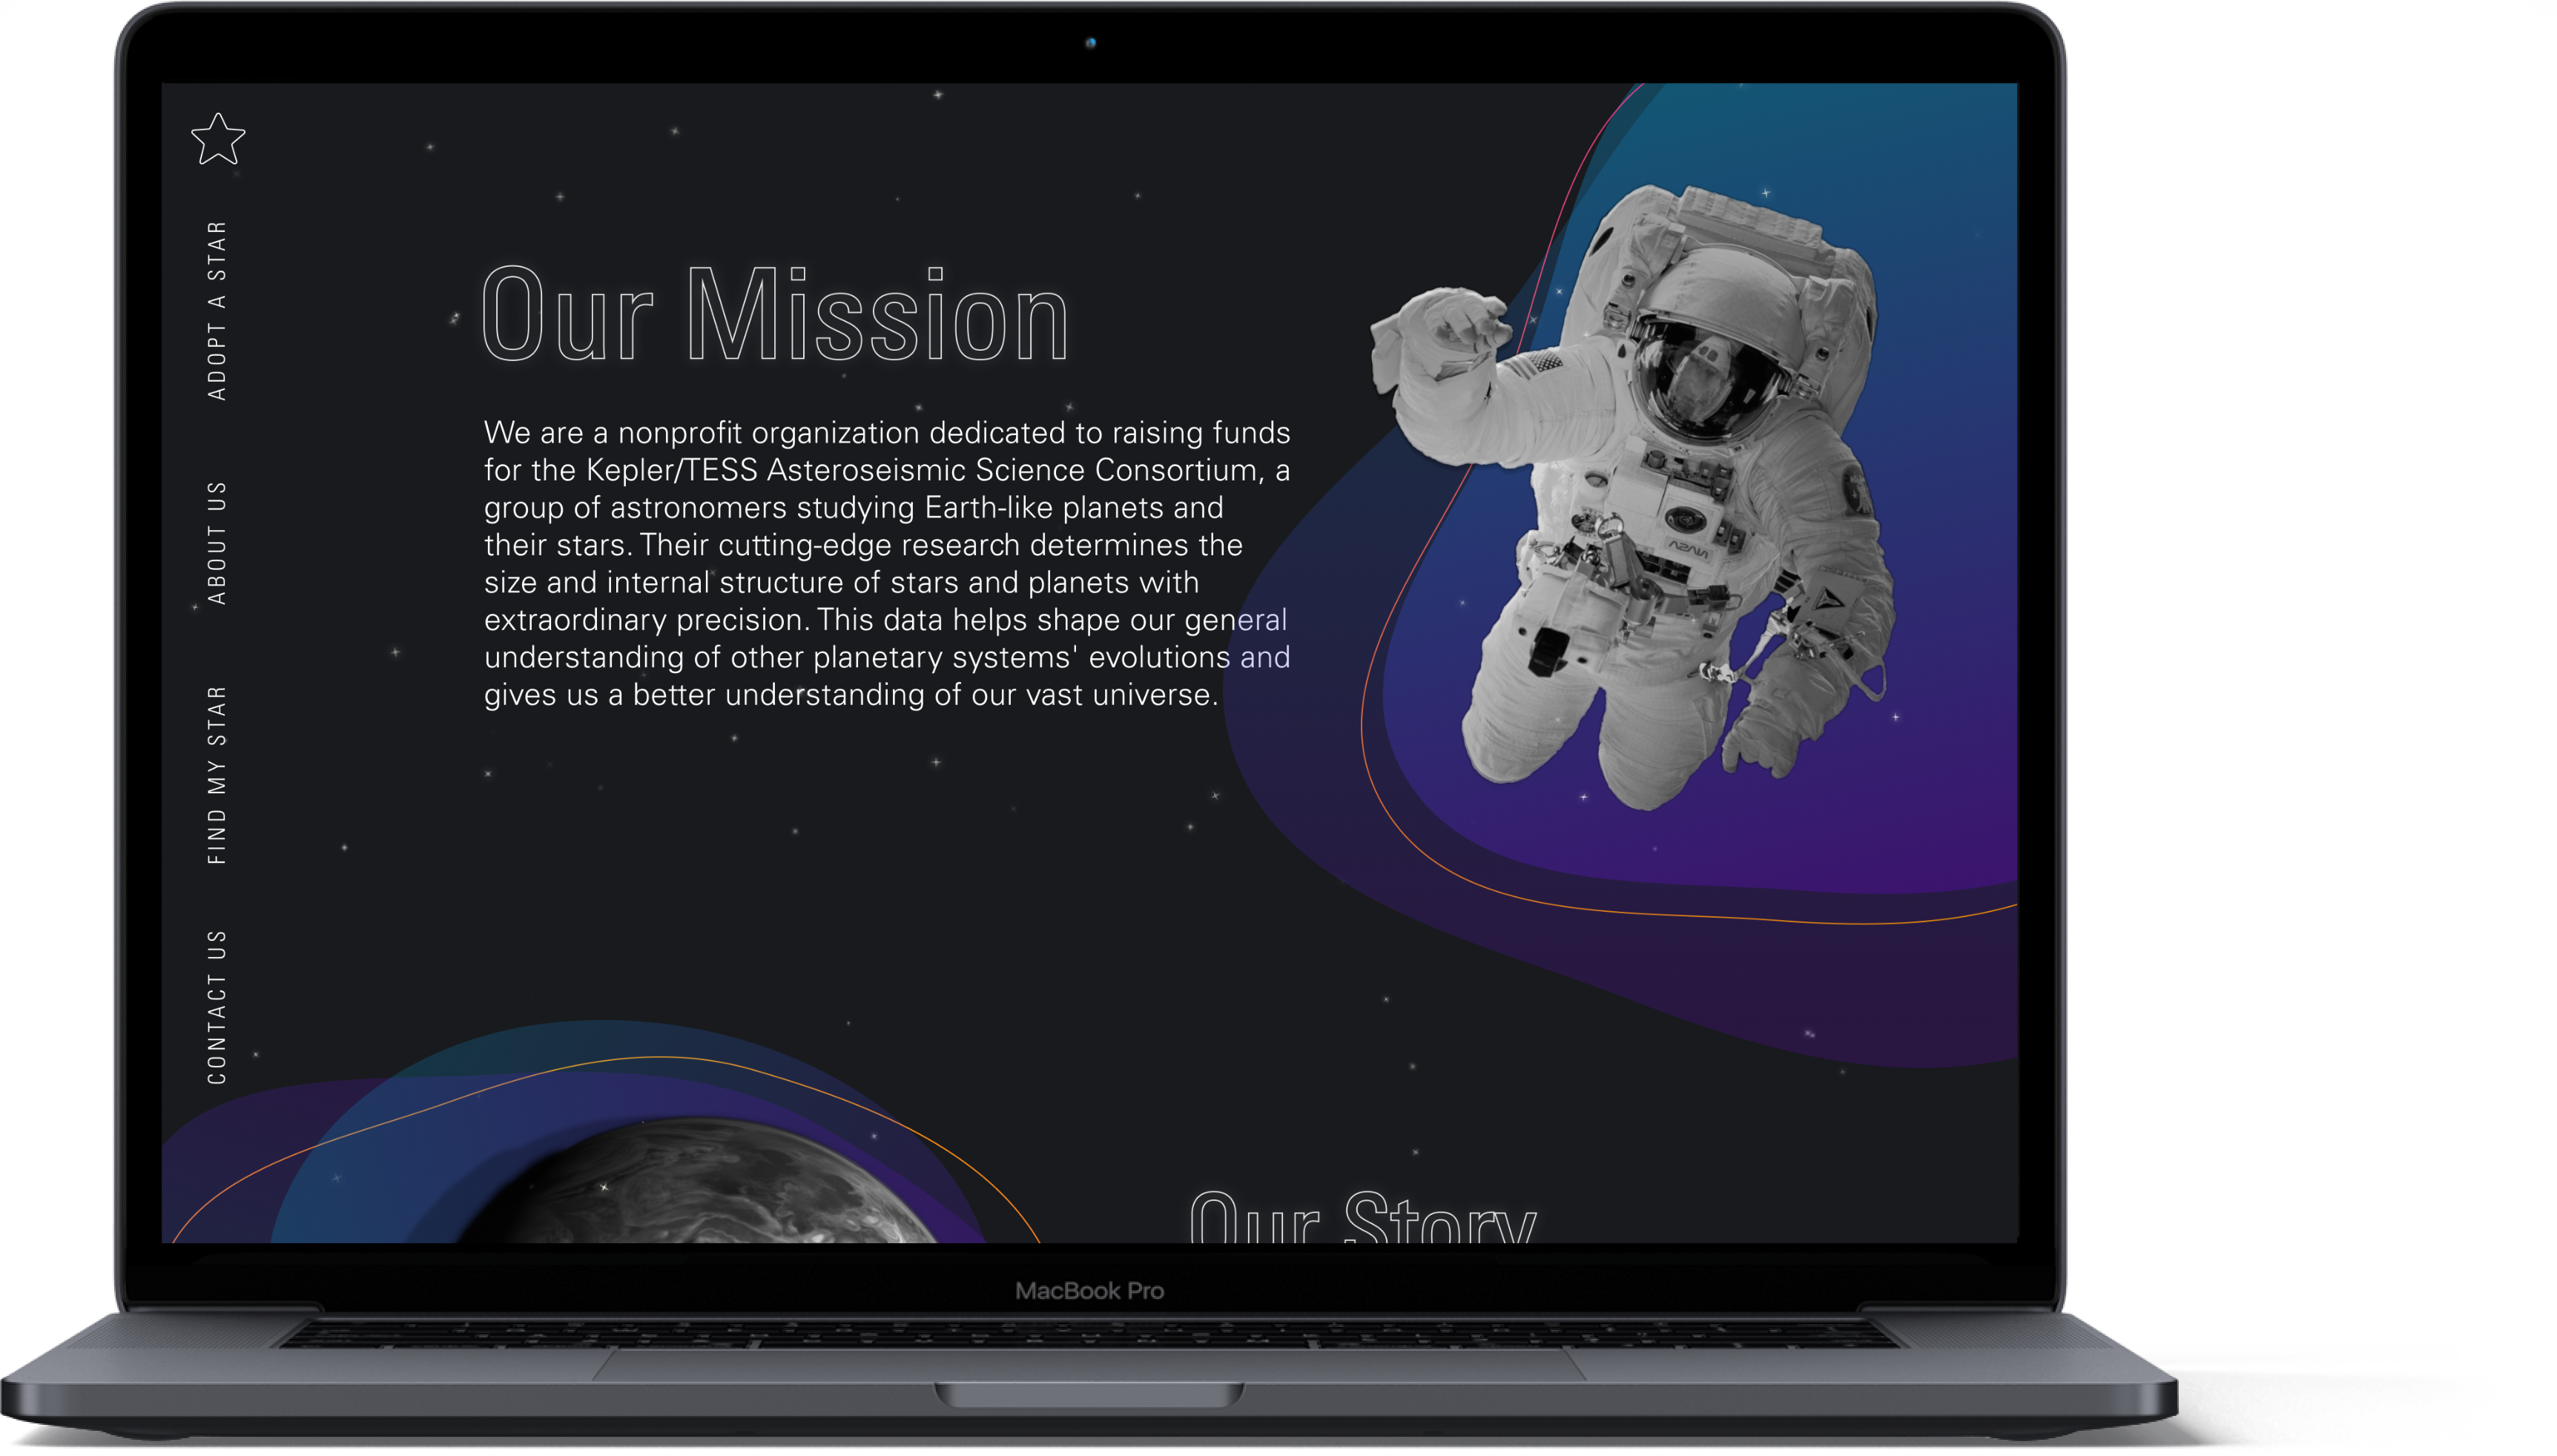 ADOPT A STAR
ABOUT US
FIND MY STAR
CONTACT US
Our Mission
We are a nonprofit organization dedicated to raising funds
for the Kepler/TESS Asteroseismic Science Consortium, a
group of astronomers studying Earth-like planets and
their stars. Their cutting-edge research determines the
size and internal structure of stars and planets with
extraordinary precision. This data helps shape our general
understanding of other planetary systems' evolutions and
gives us a better understanding of our vast universe.
NASA
Our Story
MacBook Pro